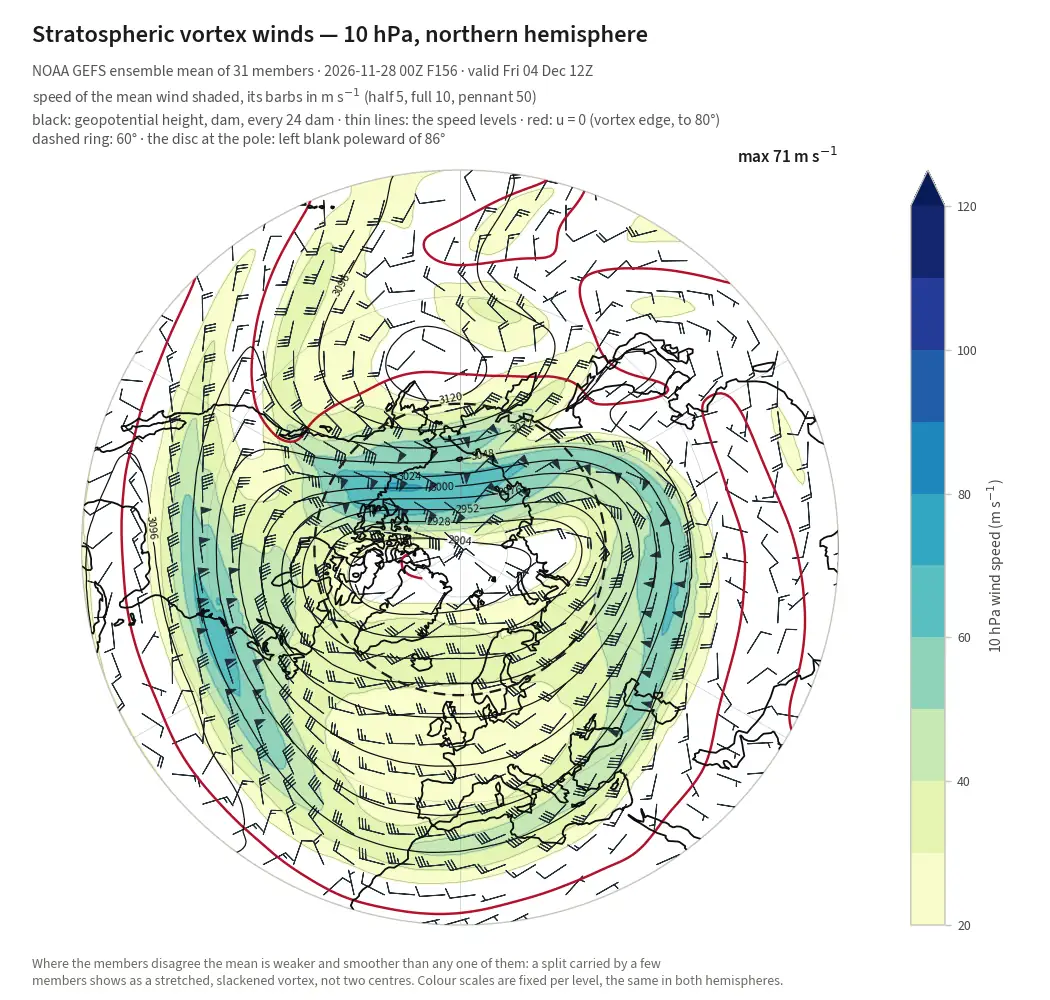 Stratospheric vortex winds — 10 hPa, northern hemisphere
NOAA GEFS ensemble mean of 31 members · 2026-11-28 00Z F156 · valid Fri 04 Dec 12Z
speed of the mean wind shaded, its barbs in m s⁻¹ (half 5, full 10, pennant 50)
black: geopotential height, dam, every 24 dam · thin lines: the speed levels · red: u = 0 (vortex edge, to 80°)
dashed ring: 60° · the disc at the pole: left blank poleward of 86°
max 71 m s⁻¹
120
100
80
60
40
20
10 hPa wind speed (m s⁻¹)
3096
3120
3048
3024
3000
2976
2952
2928
2904
3096
Where the members disagree the mean is weaker and smoother than any one of them: a split carried by a few
members shows as a stretched, slackened vortex, not two centres. Colour scales are fixed per level, the same in both hemispheres.